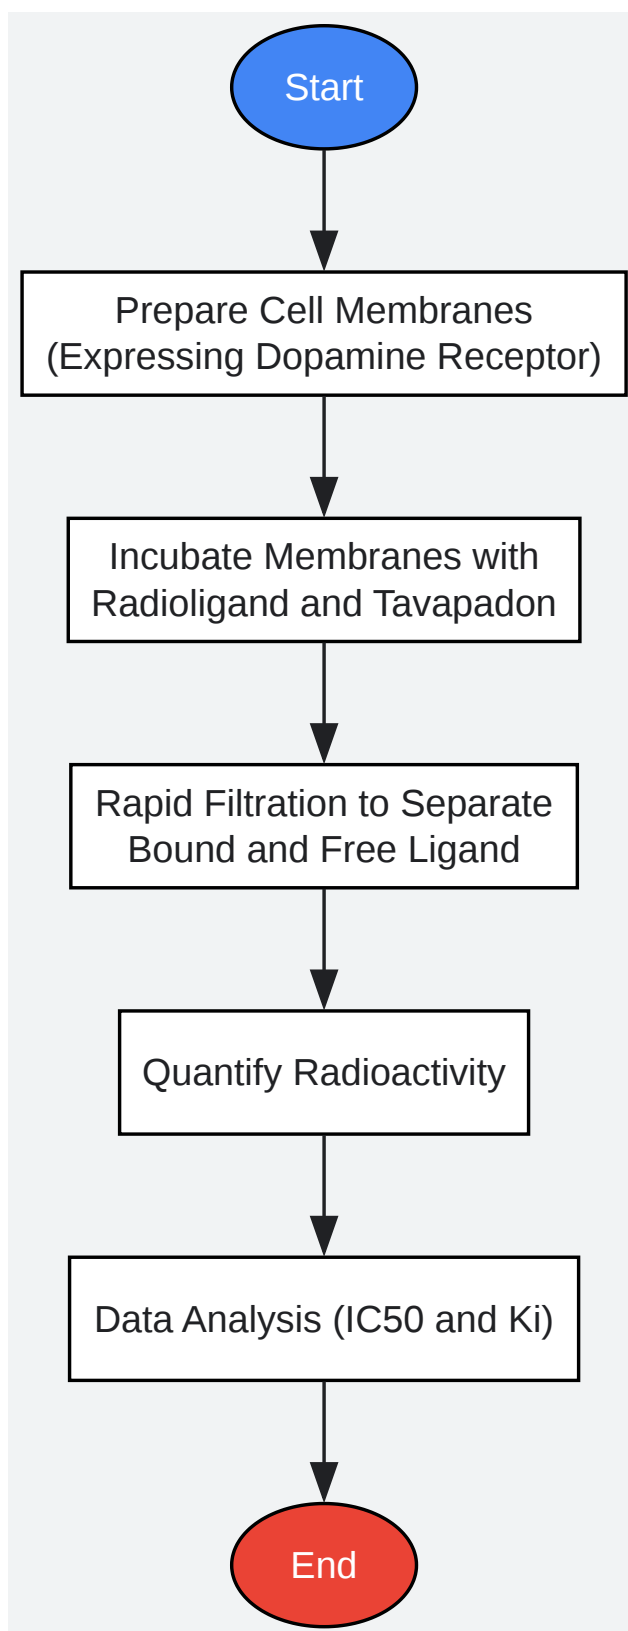 Start
Prepare Cell Membranes
(Expressing Dopamine Receptor)
Incubate Membranes with
Radioligand and Tavapadon
Rapid Filtration to Separate
Bound and Free Ligand
Quantify Radioactivity
Data Analysis (IC50 and Ki)
End